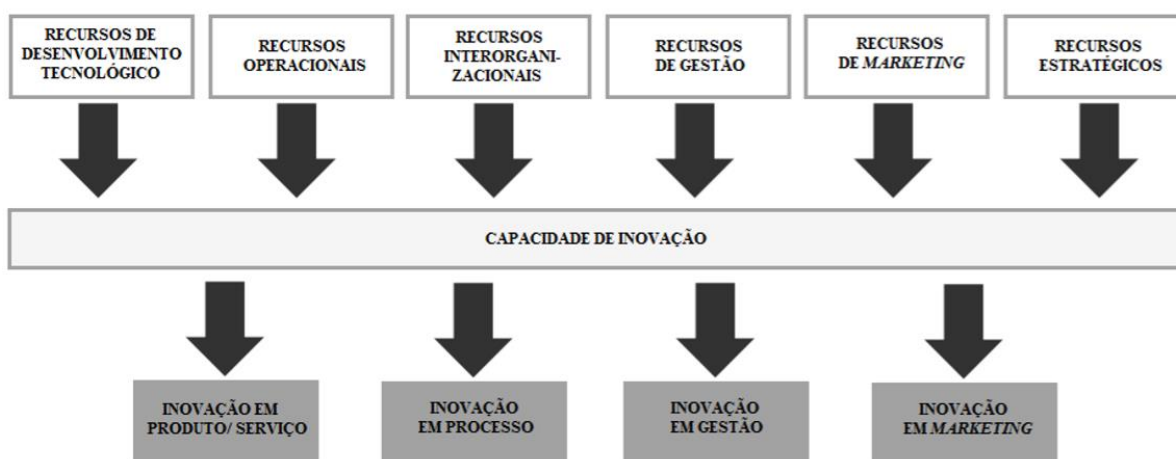 RECURSOS DE
DESENVOLVIMENTO
TECNOLÓGICO
RECURSOS
OPERACIONAIS
RECURSOS
INTERORGANI-
ZACIONAIS
RECURSOS
DE GESTÃO
RECURSOS
DE MARKETING
RECURSOS
ESTRATÉGICOS
CAPACIDADE DE INOVAÇÃO
INOVAÇÃO EM
PRODUTO/ SERVIÇO
INOVAÇÃO
EM PROCESSO
INOVAÇÃO
EM GESTÃO
INOVAÇÃO
EM MARKETING